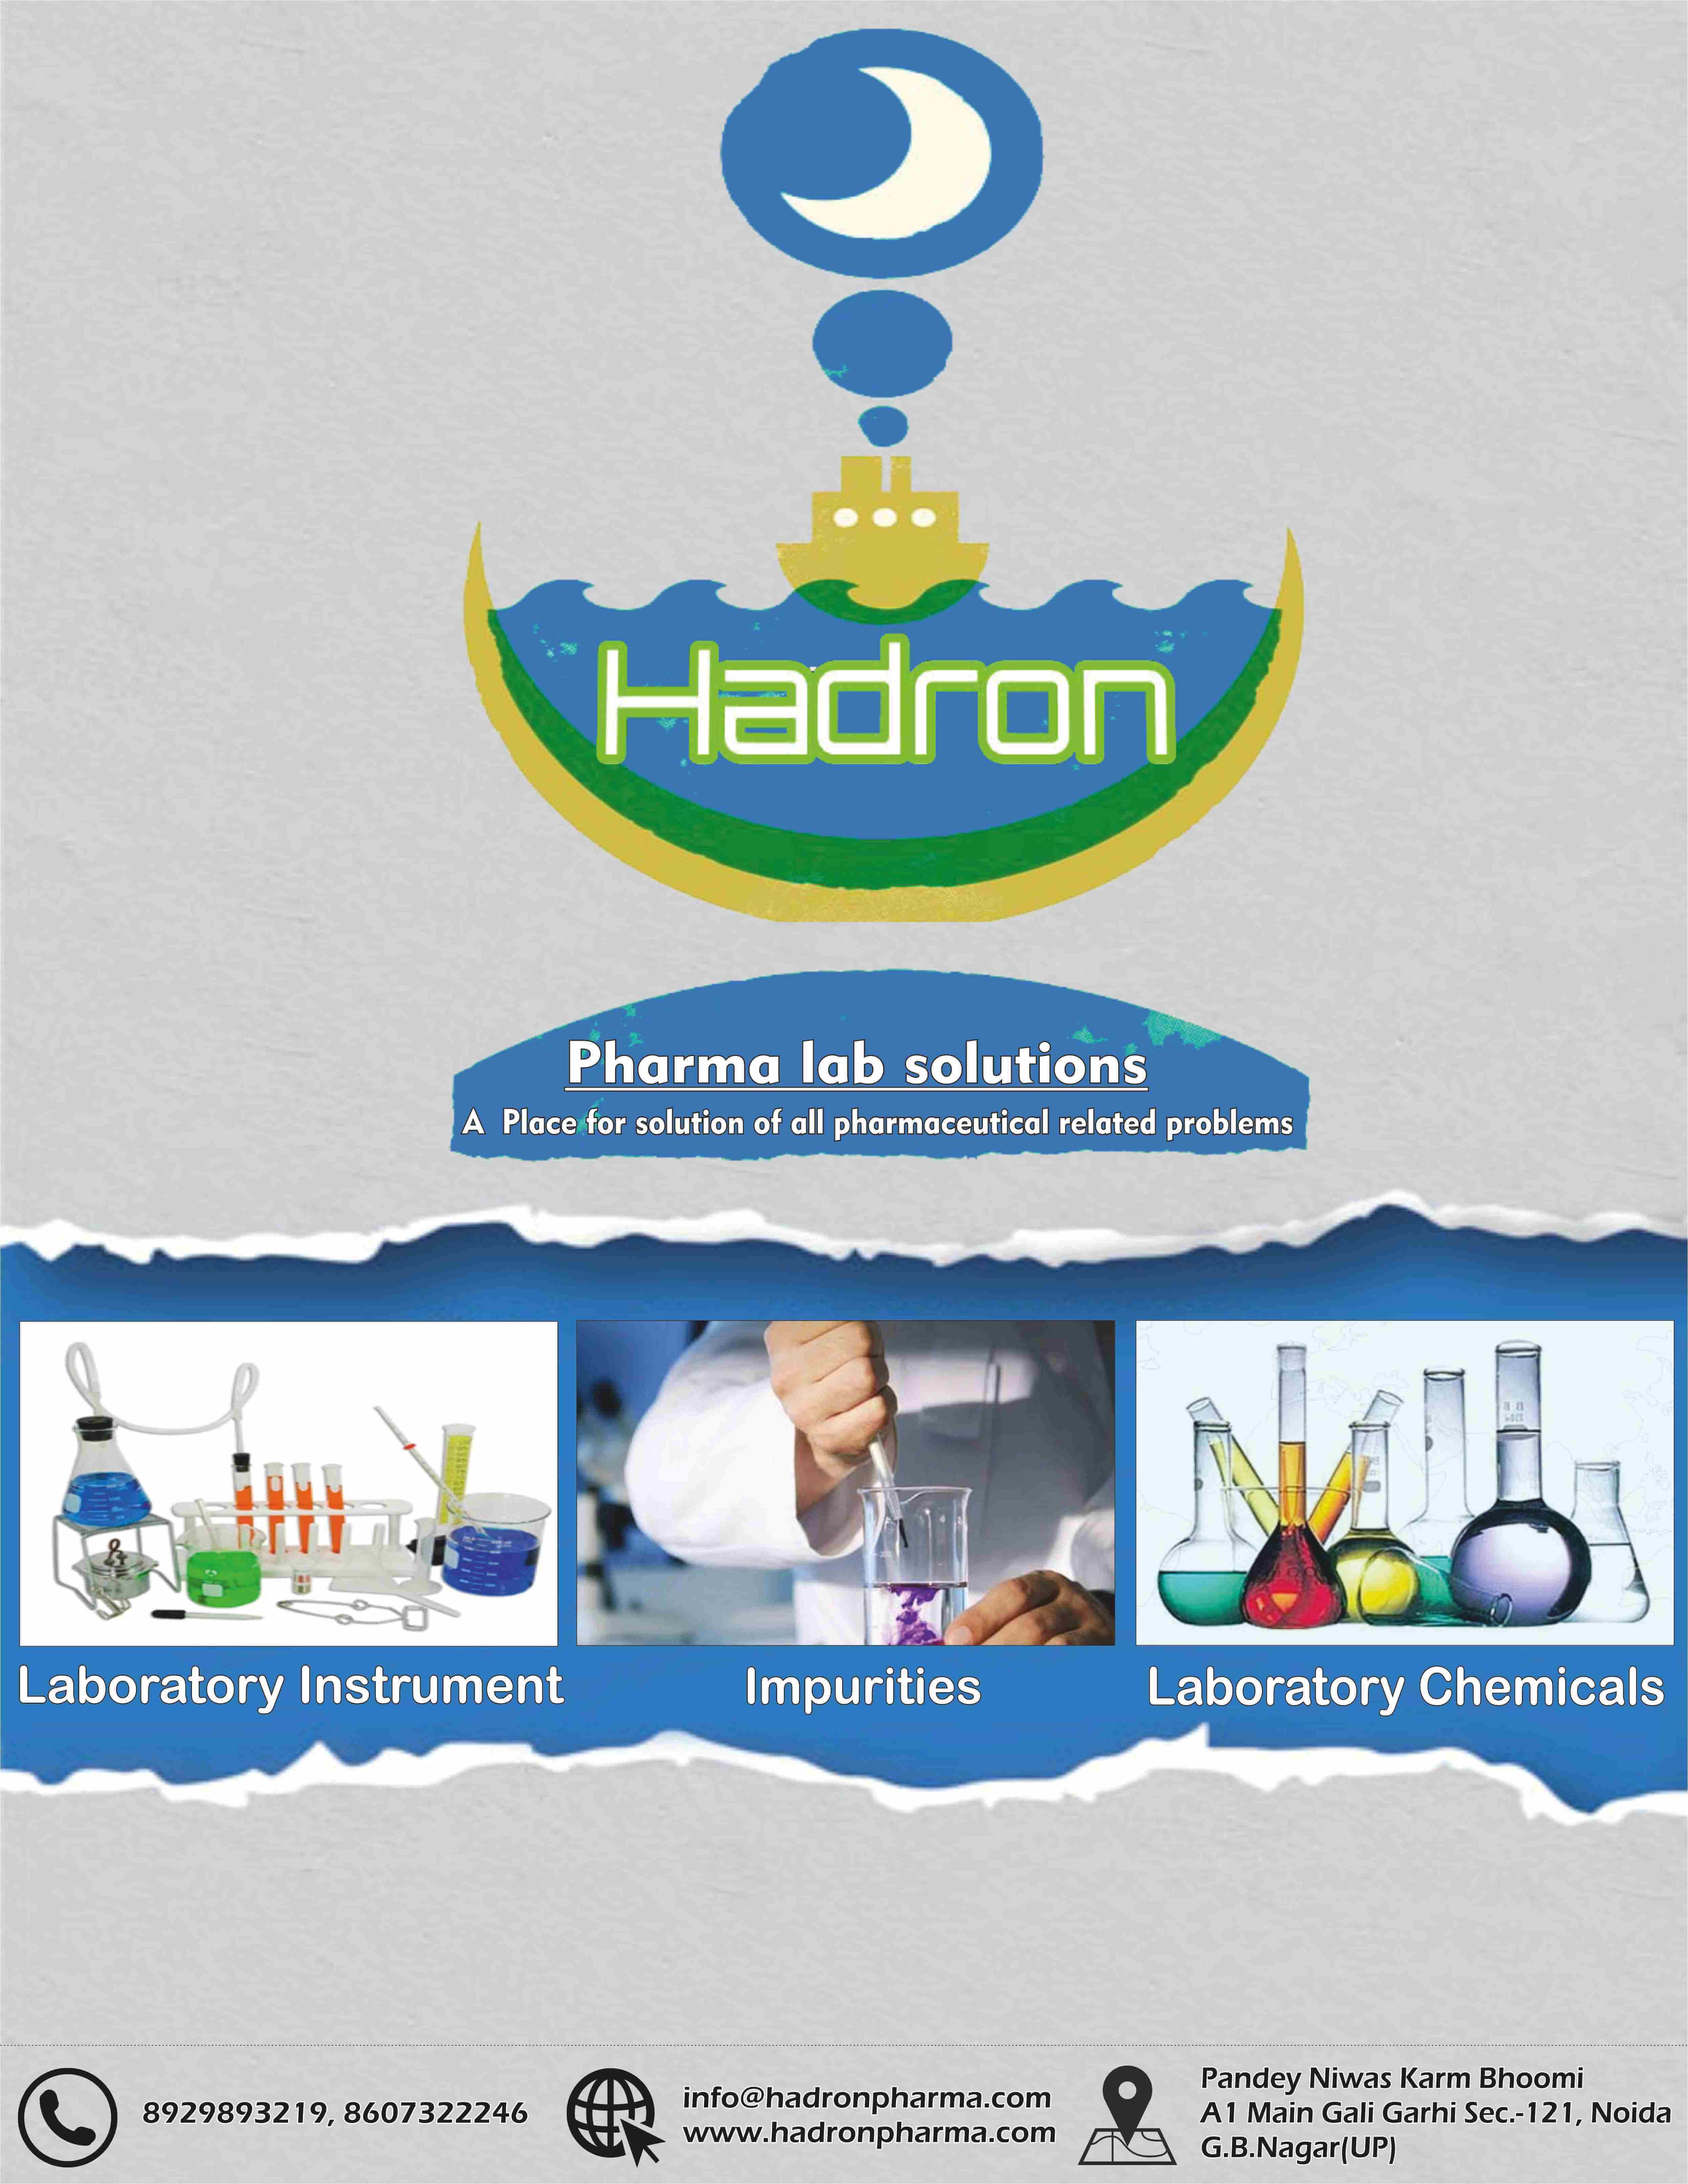 Hadron
Pharma lab solutions
A Place for solution of all pharmaceutical related problems
Laboratory Instrument
Impurities
Laboratory Chemicals
8929893219, 8607322246
info@hadronpharma.com
www.hadronpharma.com
Pandey Niwas Karm Bhoomi
A1 Main Gali Garhi Sec.-121, Noida
G.B.Nagar(UP)